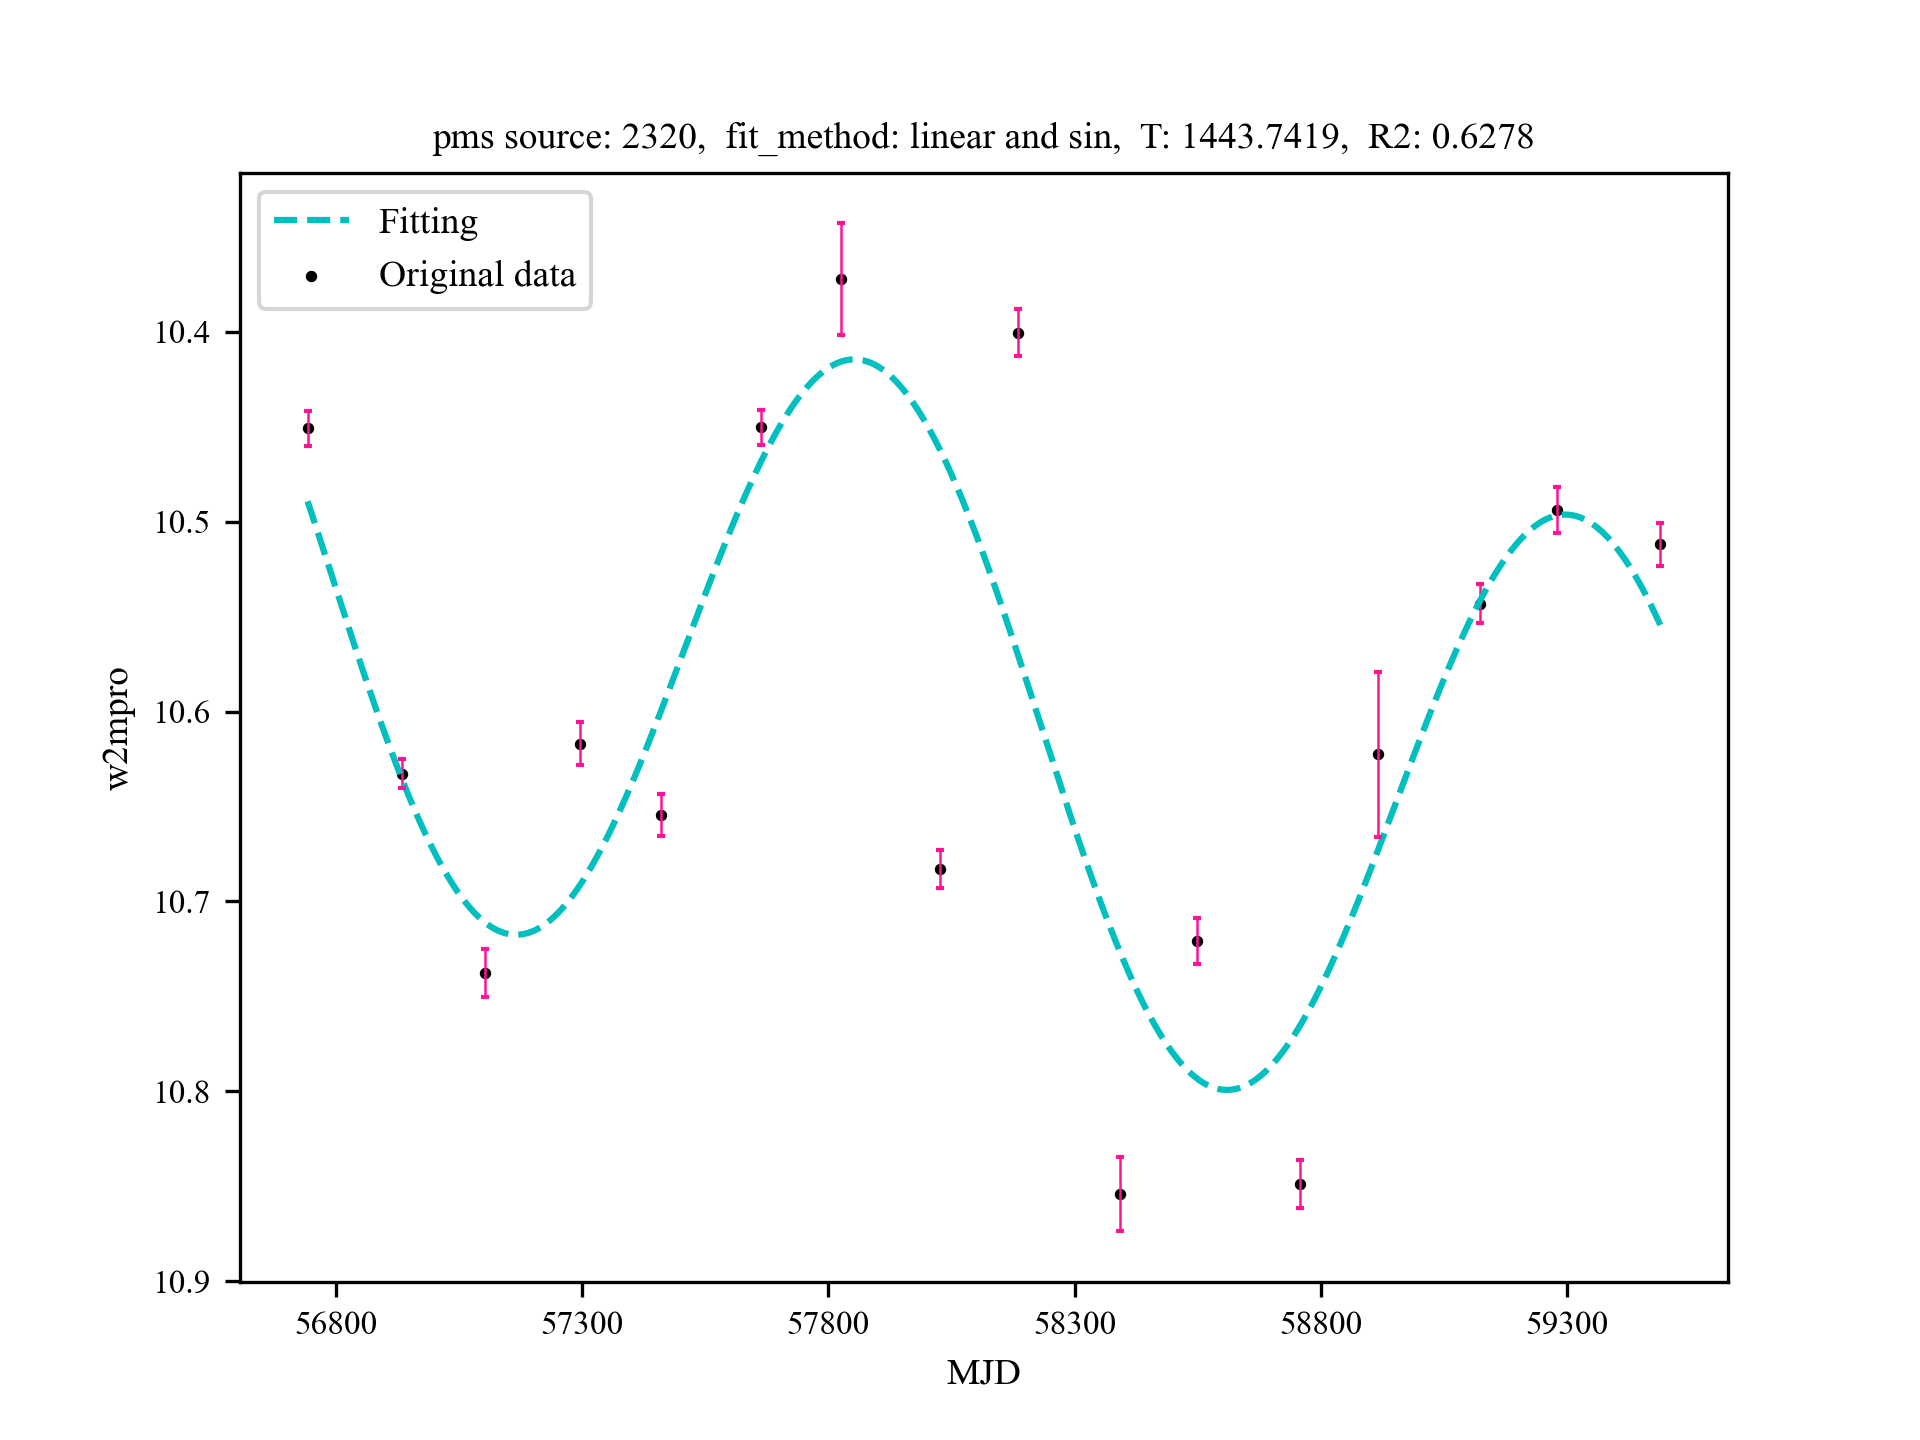 pms source: 2320,  fit_method: linear and sin,  T: 1443.7419,  R2: 0.6278
Fitting
Original data
10.4
10.5
10.6
10.7
10.8
10.9
w2mpro
56800 57300 57800 58300 58800 59300
MJD